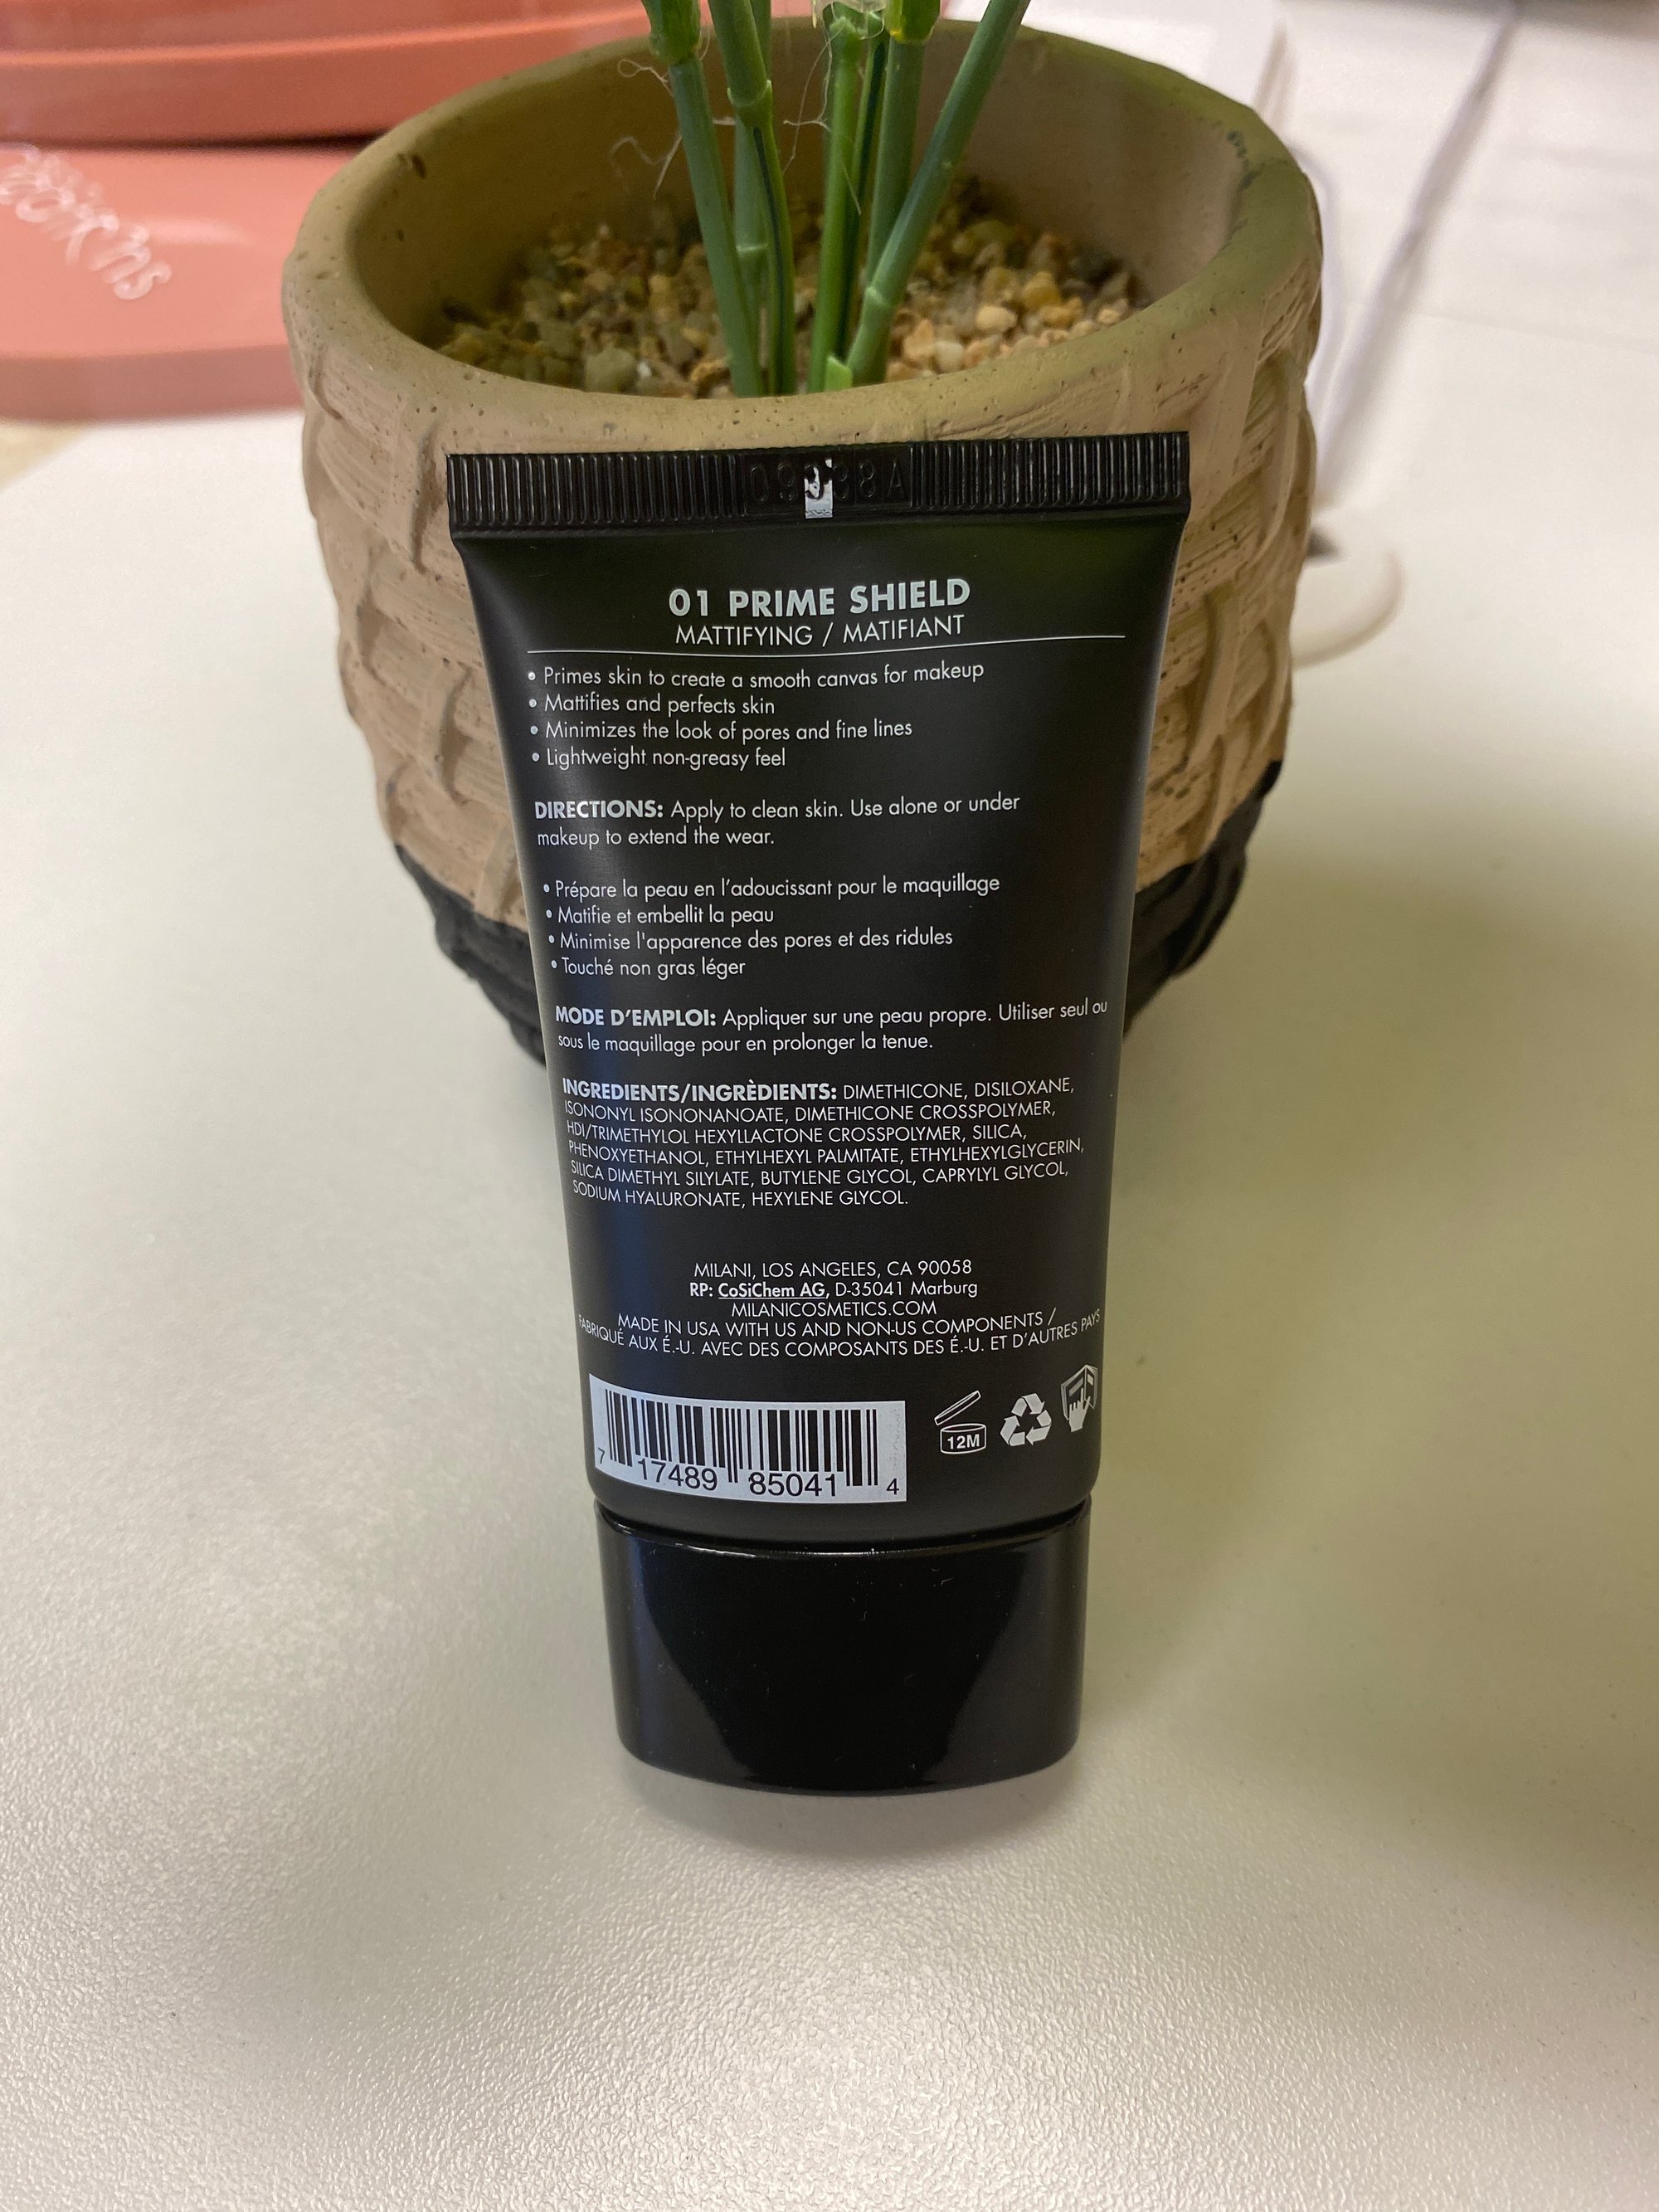 01 PRIME SHIELD
MATTIFYING / MATIFIANT
• Primes skin to create a smooth canvas for makeup
• Mattifies and perfects skin
• Minimizes the look of pores and fine lines
• Lightweight non-greasy feel
DIRECTIONS: Apply to clean skin. Use alone or under
makeup to extend the wear.
• Prépare la peau en l'adoucissant pour le maquillage
• Matifie et embellit la peau
• Minimise l'apparence des pores et des ridules
• Touché non gras léger
MODE D'EMPLOI: Appliquer sur une peau propre. Utiliser seul ou
sous le maquillage pour en prolonger la tenue.
INGREDIENTS/INGRÈDIENTS: DIMETHICONE, DISILOXANE,
ISONONYL ISONONANOATE, DIMETHICONE CROSSPOLYMER,
HDI/TRIMETHYLOL HEXYLLACTONE CROSSPOLYMER, SILICA,
PHENOXYETHANOL, ETHYLHEXYL PALMITATE, ETHYLHEXYLGLYCERIN,
SILICA DIMETHYL SILYLATE, BUTYLENE GLYCOL, CAPRYLYL GLYCOL,
SODIUM HYALURONATE, HEXYLENE GLYCOL.
MILANI, LOS ANGELES, CA 90058
RP: CoSiChem AG, D-35041 Marburg
MILANICOSMETICS.COM
MADE IN USA WITH US AND NON-US COMPONENTS /
FABRIQUÉ AUX É.-U. AVEC DES COMPOSANTS DES É.-U. ET D'AUTRES PAYS
7 17489 85041 4
12M